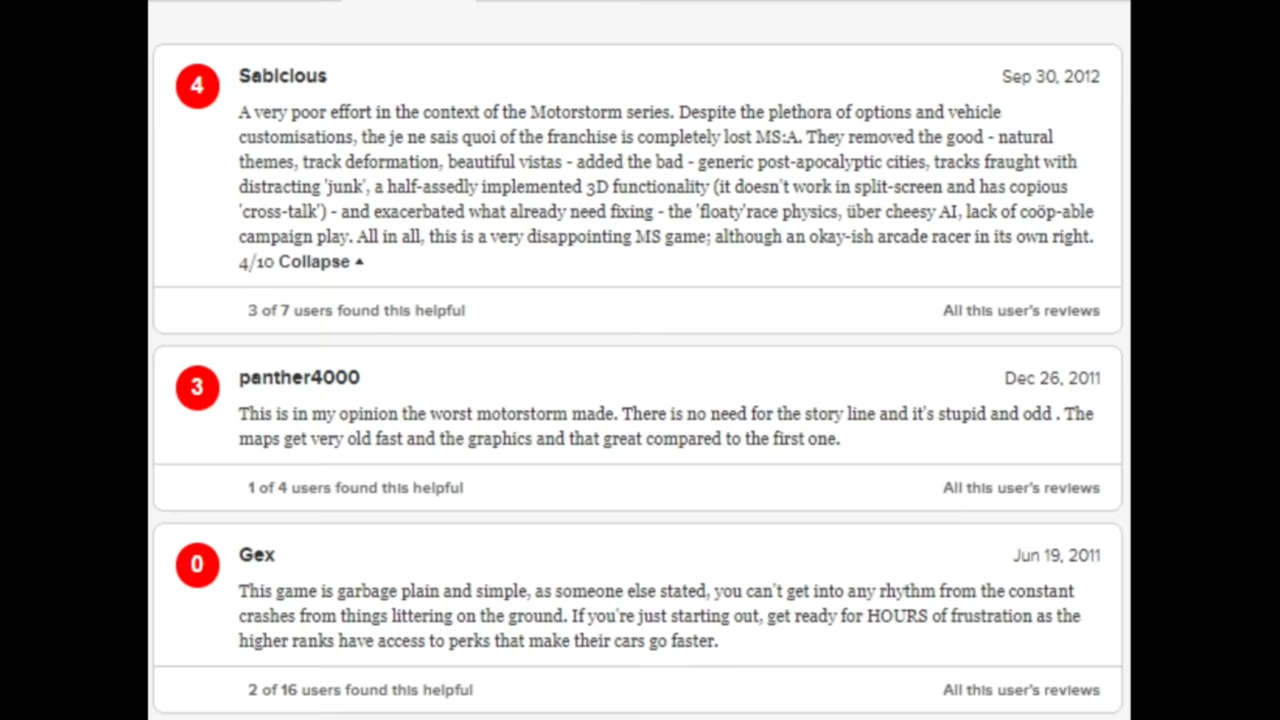 4
Sabicious
Sep 30, 2012
A very poor effort in the context of the Motorstorm series. Despite the plethora of options and vehicle
customisations, the je ne sais quoi of the franchise is completely lost MS:A. They removed the good - natural
themes, track deformation, beautiful vistas - added the bad - generic post-apocalyptic cities, tracks fraught with
distracting 'junk', a half-assedly implemented 3D functionality (it doesn't work in split-screen and has copious
'cross-talk') - and exacerbated what already need fixing - the 'floaty'race physics, über cheesy AI, lack of coöp-able
campaign play. All in all, this is a very disappointing MS game; although an okay-ish arcade racer in its own right.
4/10 Collapse ▲
3 of 7 users found this helpful
All this user's reviews
3
panther4000
Dec 26, 2011
This is in my opinion the worst motorstorm made. There is no need for the story line and it's stupid and odd . The
maps get very old fast and the graphics and that great compared to the first one.
1 of 4 users found this helpful
All this user's reviews
0
Gex
Jun 19, 2011
This game is garbage plain and simple, as someone else stated, you can't get into any rhythm from the constant
crashes from things littering on the ground. If you're just starting out, get ready for HOURS of frustration as the
higher ranks have access to perks that make their cars go faster.
2 of 16 users found this helpful
All this user's reviews